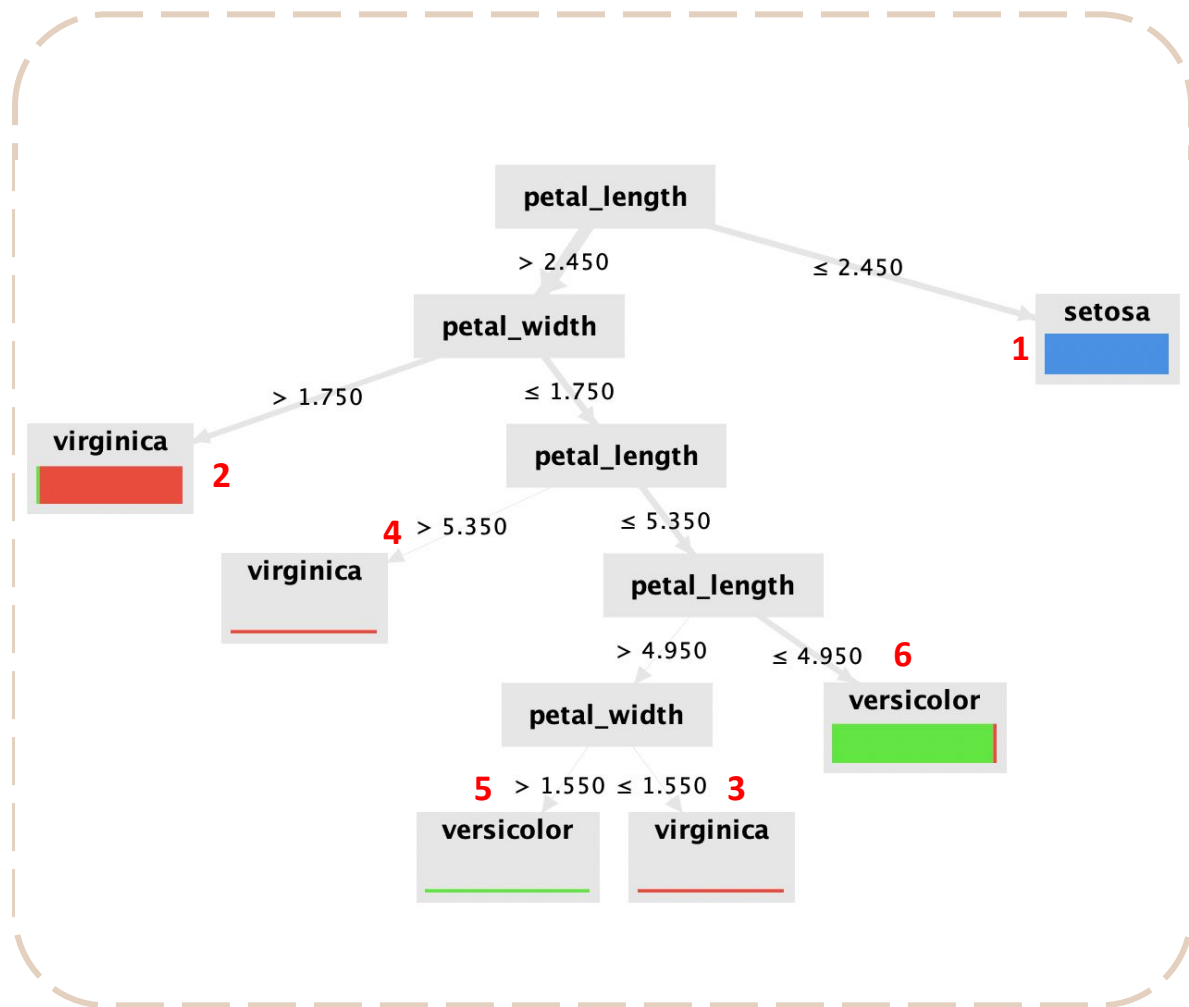 petal_length
> 2.450
≤ 2.450
setosa
1
petal_width
> 1.750
≤ 1.750
virginica
2
petal_length
4
> 5.350
≤ 5.350
virginica
petal_length
> 4.950
≤ 4.950
6
versicolor
petal_width
5
> 1.550
≤ 1.550
3
versicolor
virginica